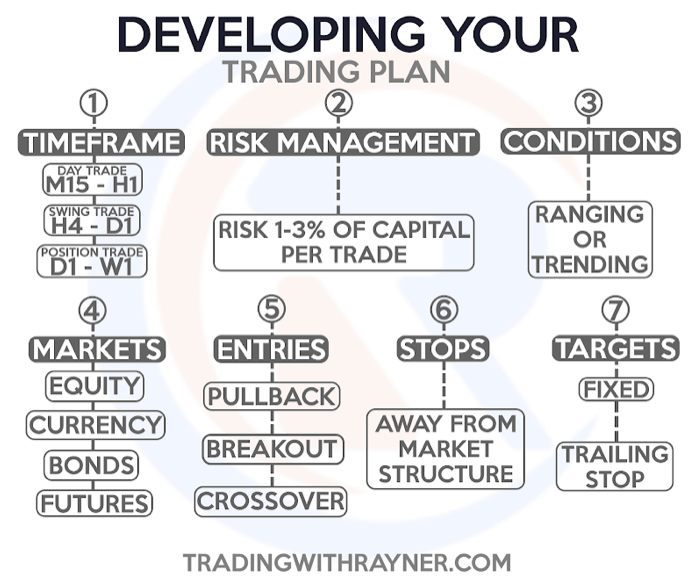 DEVELOPING YOUR
TRADING PLAN
1
TIMEFRAME
DAY TRADE
M15 - H1
SWING TRADE
H4 - D1
POSITION TRADE
D1 - W1
2
RISK MANAGEMENT
RISK 1-3% OF CAPITAL
PER TRADE
3
CONDITIONS
RANGING
OR
TRENDING
4
MARKETS
EQUITY
CURRENCY
BONDS
FUTURES
5
ENTRIES
PULLBACK
BREAKOUT
CROSSOVER
6
STOPS
AWAY FROM
MARKET
STRUCTURE
7
TARGETS
FIXED
TRAILING
STOP
TRADINGWITHRAYNER.COM